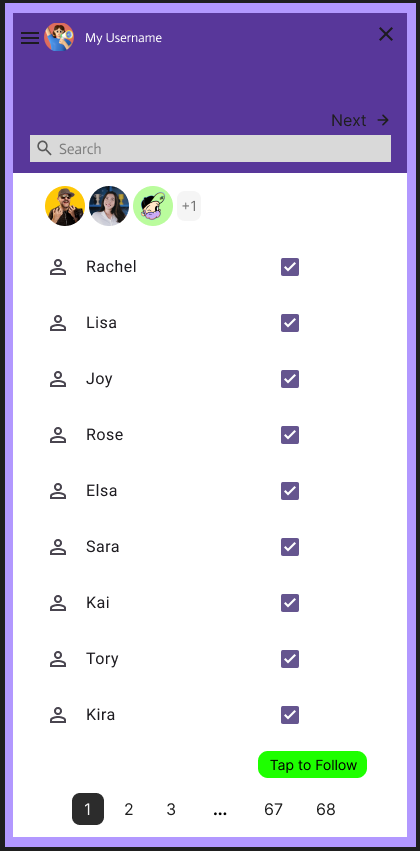 My Username
Next
Search
+1
Rachel
Lisa
Joy
Rose
Elsa
Sara
Kai
Tory
Kira
Tap to Follow
1 2 3 ... 67 68